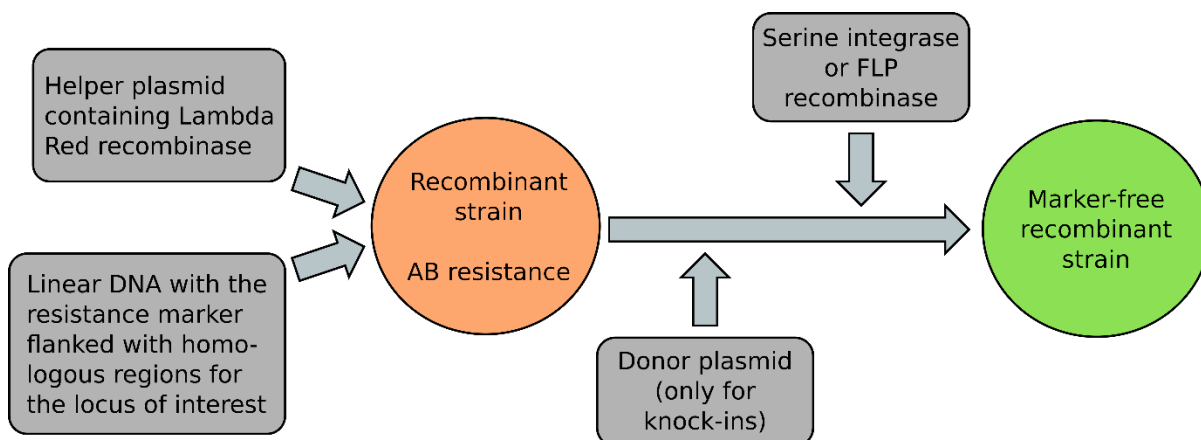 Helper plasmid
containing Lambda
Red recombinase
Linear DNA with the
resistance marker
flanked with homo-
logous regions for
the locus of interest
Recombinant
strain
AB resistance
Serine integrase
or FLP
recombinase
Donor plasmid
(only for
knock-ins)
Marker-free
recombinant
strain